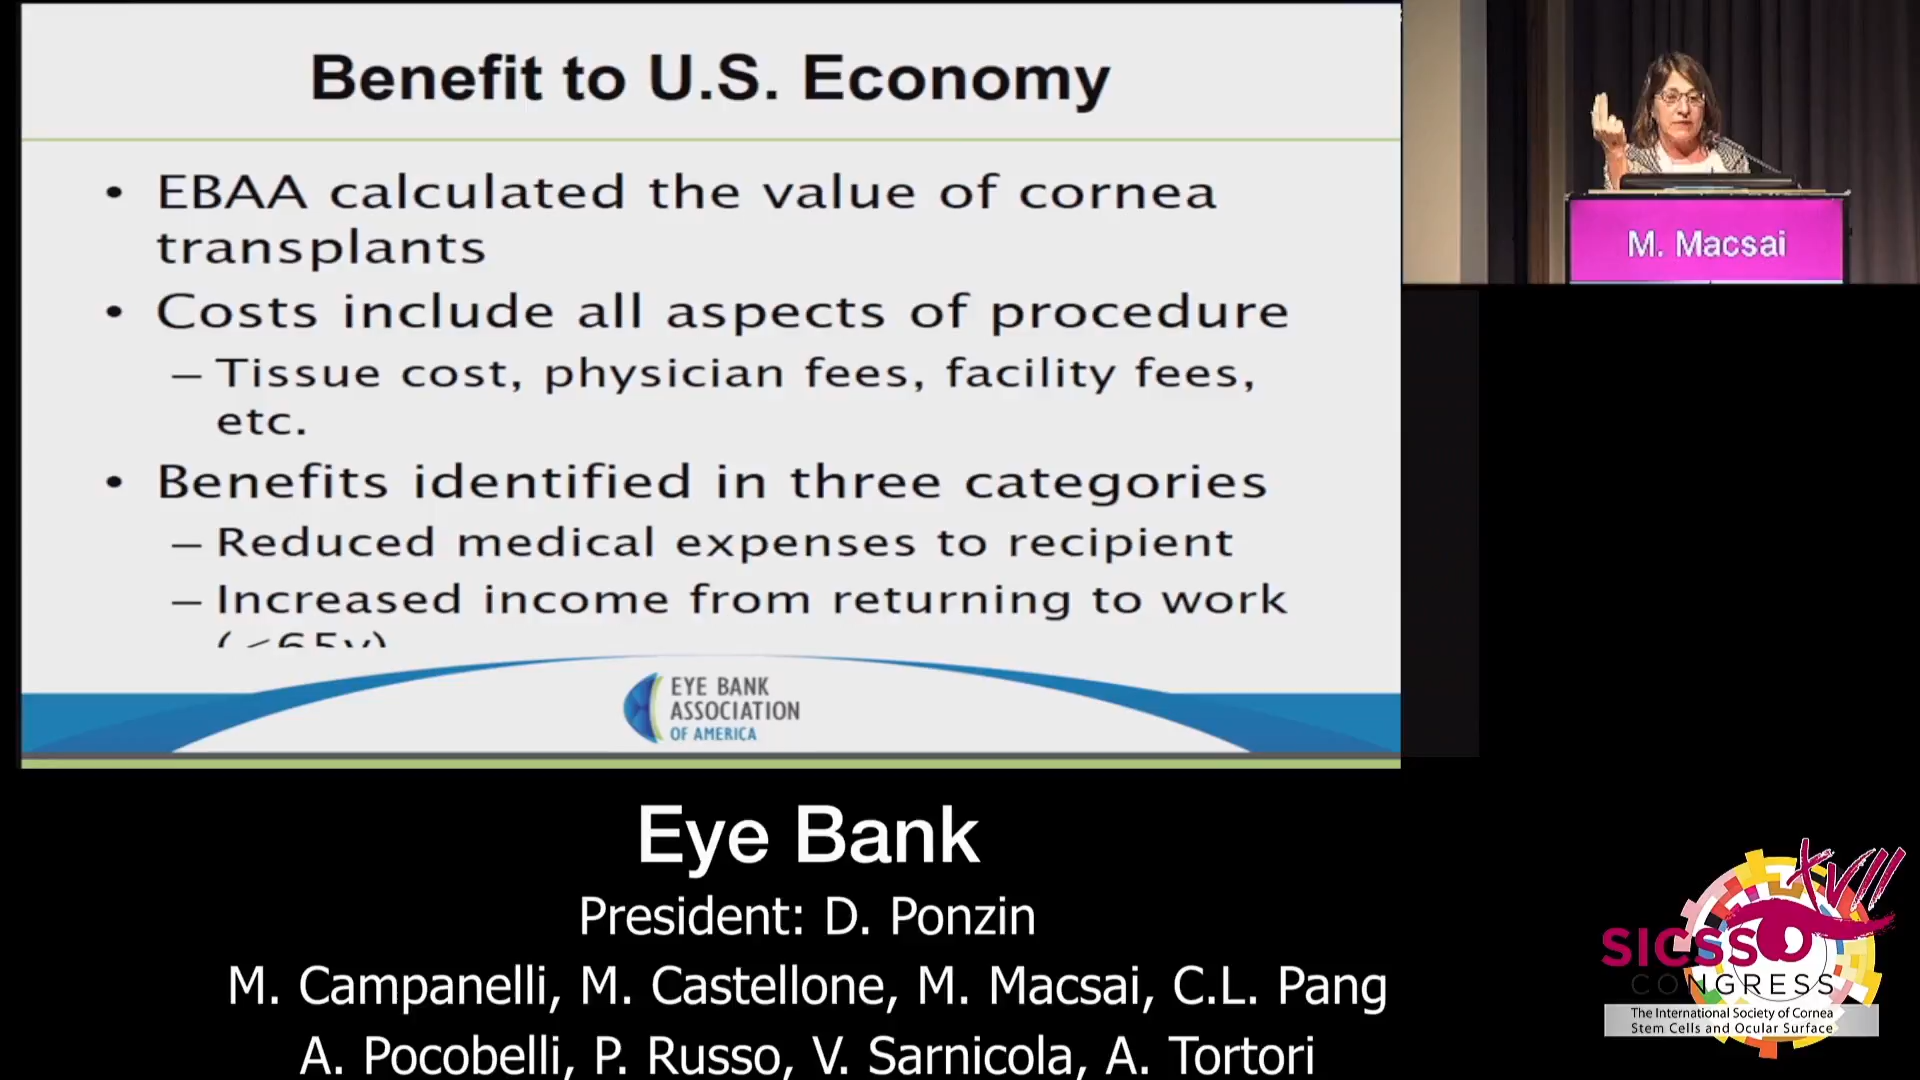 Benefit to U.S. Economy
• EBAA calculated the value of cornea
transplants
• Costs include all aspects of procedure
– Tissue cost, physician fees, facility fees,
etc.
• Benefits identified in three categories
– Reduced medical expenses to recipient
– Increased income from returning to work
(<65y)
EYE BANK
ASSOCIATION
OF AMERICA
M. Macsai
Eye Bank
President: D. Ponzin
M. Campanelli, M. Castellone, M. Macsai, C.L. Pang
A. Pocobelli, P. Russo, V. Sarnicola, A. Tortori
XVII
SICSSO
CONGRESS
The International Society of Cornea
Stem Cells and Ocular Surface